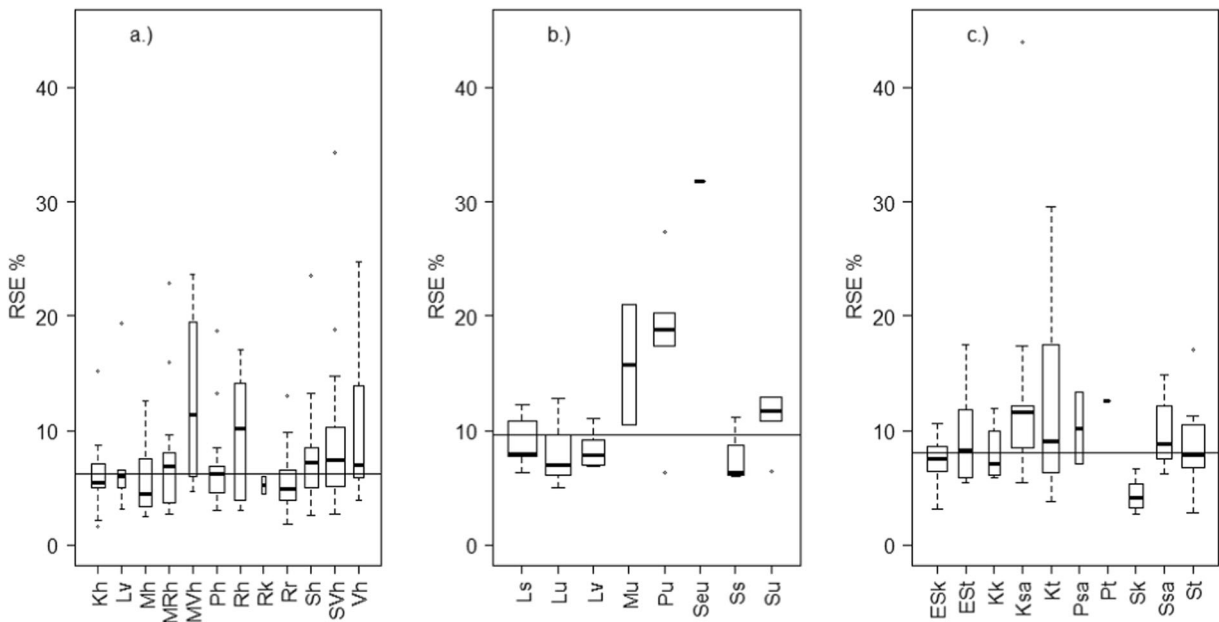 a.)
RSE %
40
30
20
10
0
Kh Lv Mh MRh MVh Ph Rh Rk Rr Sh SVh Vh
b.)
RSE %
40
30
20
10
0
Ls Lu Lv Mu Pu Seu Ss Su
c.)
RSE %
40
30
20
10
0
ESk ESt Kk Ksa Kt Psa Pt Sk Ssa St